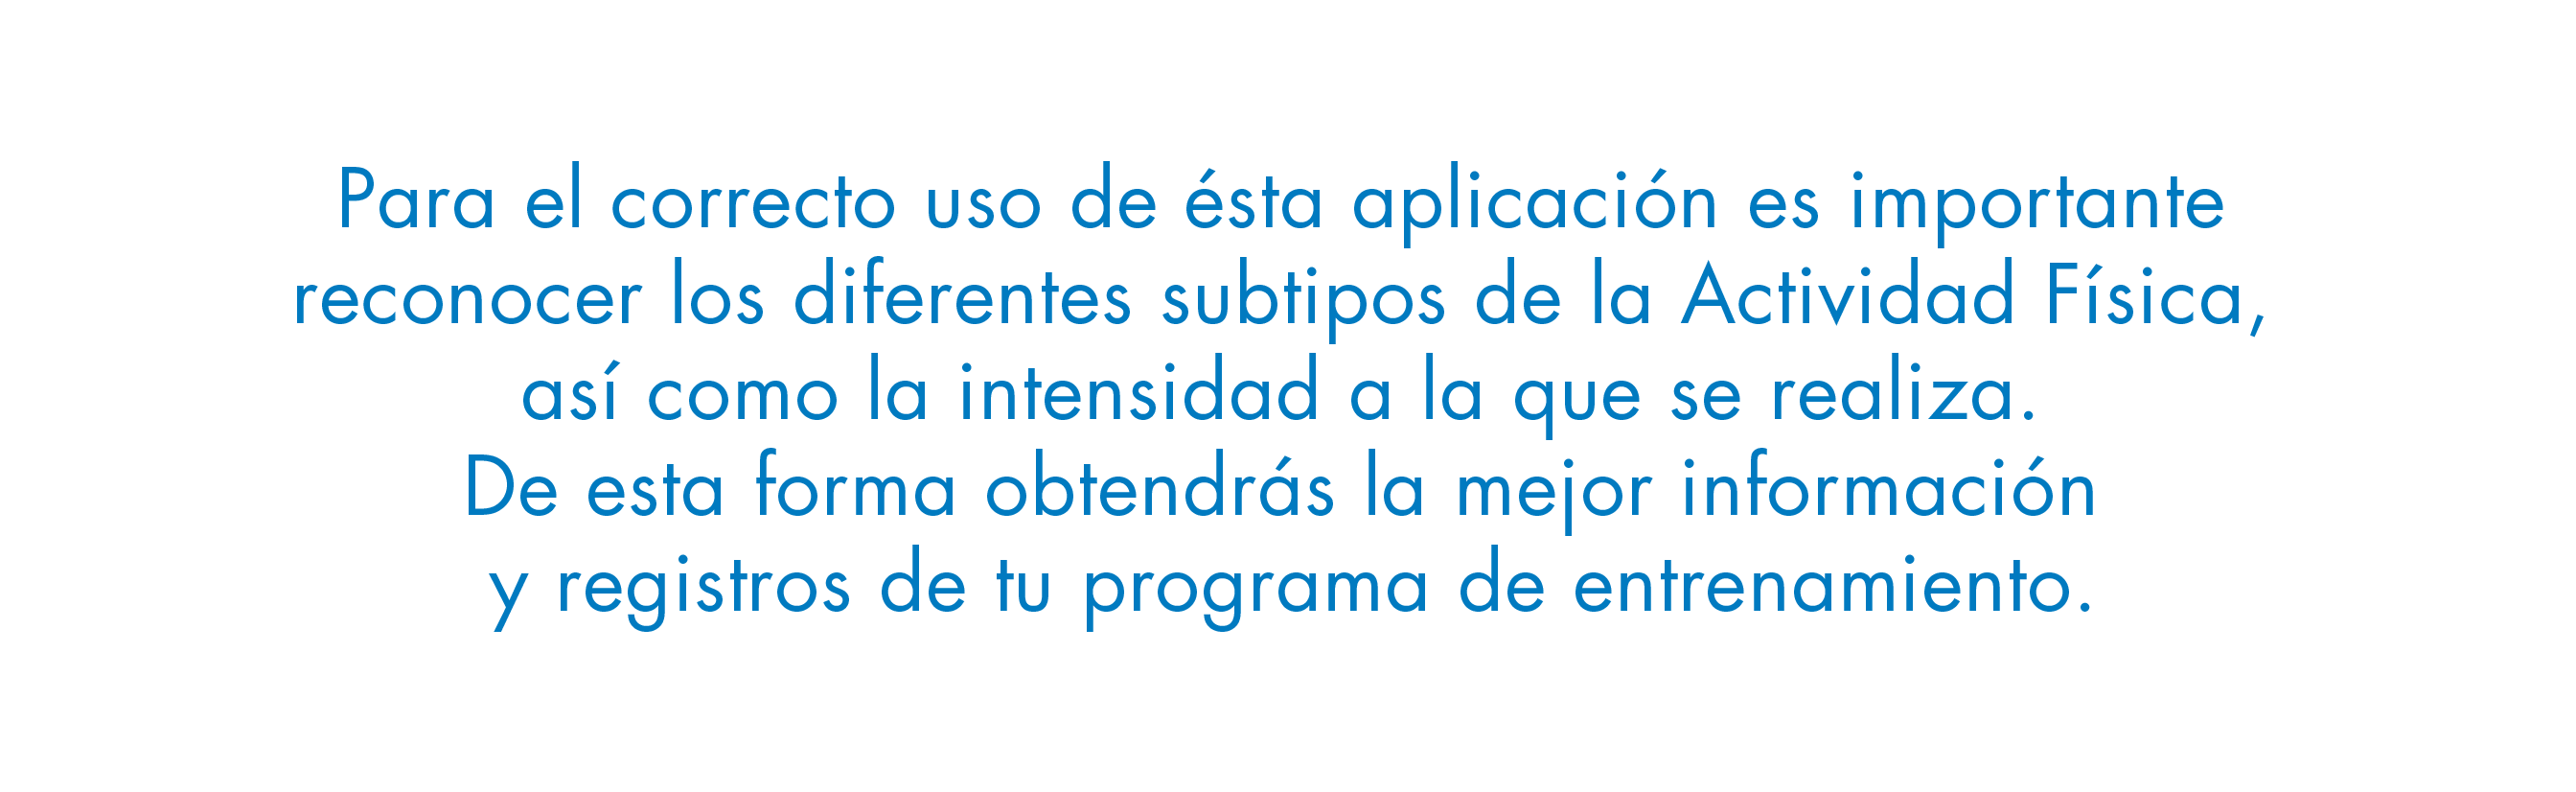 Para el correcto uso de ésta aplicación es importante
reconocer los diferentes subtipos de la Actividad Física,
así como la intensidad a la que se realiza.
De esta forma obtendrás la mejor información
y registros de tu programa de entrenamiento.